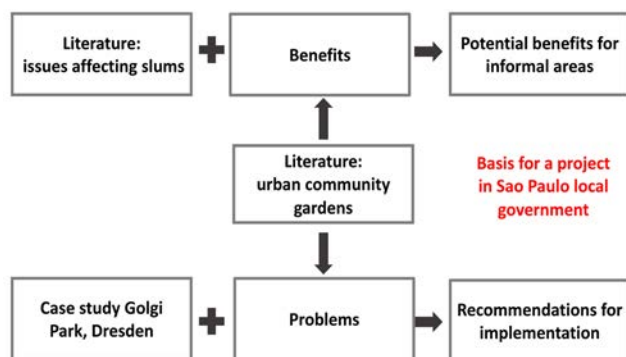 Literature:
issues affecting slums
Benefits
Potential benefits for
informal areas
Literature:
urban community
gardens
Basis for a project
in Sao Paulo local
government
Case study Golgi
Park, Dresden
Problems
Recommendations for
implementation